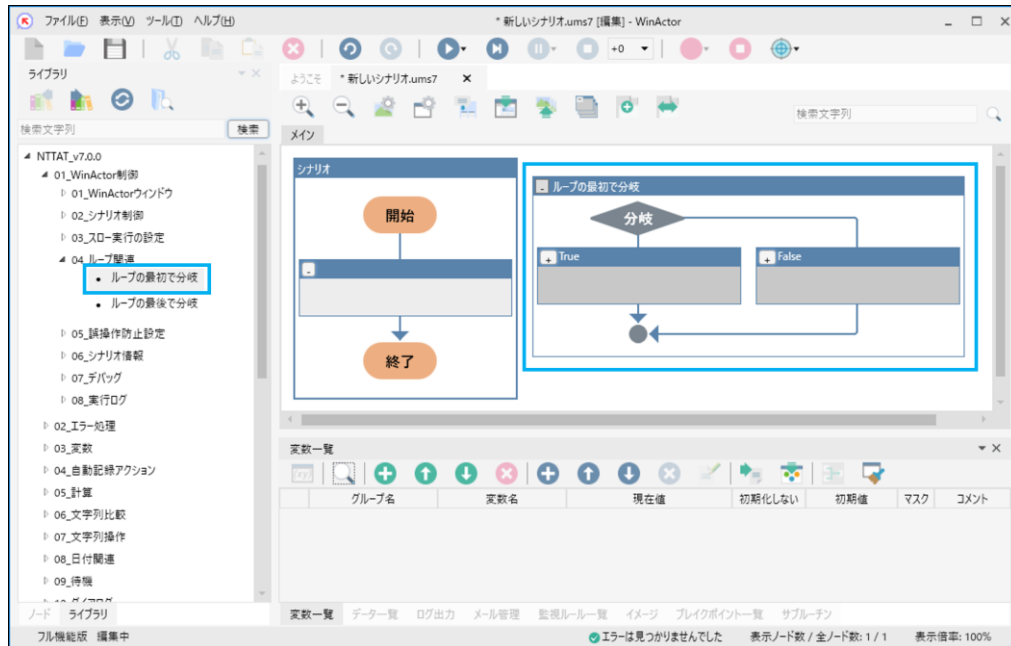 ファイル(F) 表示(V) ツール(T) ヘルプ(H)
* 新しいシナリオ.ums7 [編集] - WinActor
+0
ライブラリ
ようこそ * 新しいシナリオ.ums7
検索文字列 検索
検索文字列
メイン
NTTAT_v7.0.0
01_WinActor制御
01_WinActorウィンドウ
02_シナリオ制御
03_スロー実行の設定
04_ループ関連
ループの最初で分岐
ループの最後で分岐
05_誤操作防止設定
06_シナリオ情報
07_デバッグ
08_実行ログ
02_エラー処理
03_変数
04_自動記録アクション
05_計算
06_文字列比較
07_文字列操作
08_日付関連
09_待機
10_ダイアログ
シナリオ
開始
終了
ループの最初で分岐
分岐
True
False
変数一覧
グループ名 変数名 現在値 初期化しない 初期値 マスク コメント
ノード ライブラリ
変数一覧 データ一覧 ログ出力 メール管理 監視ルール一覧 イメージ ブレイクポイント一覧 サブルーチン
フル機能版 編集中
エラーは見つかりませんでした 表示ノード数 / 全ノード数: 1 / 1 表示倍率: 100%